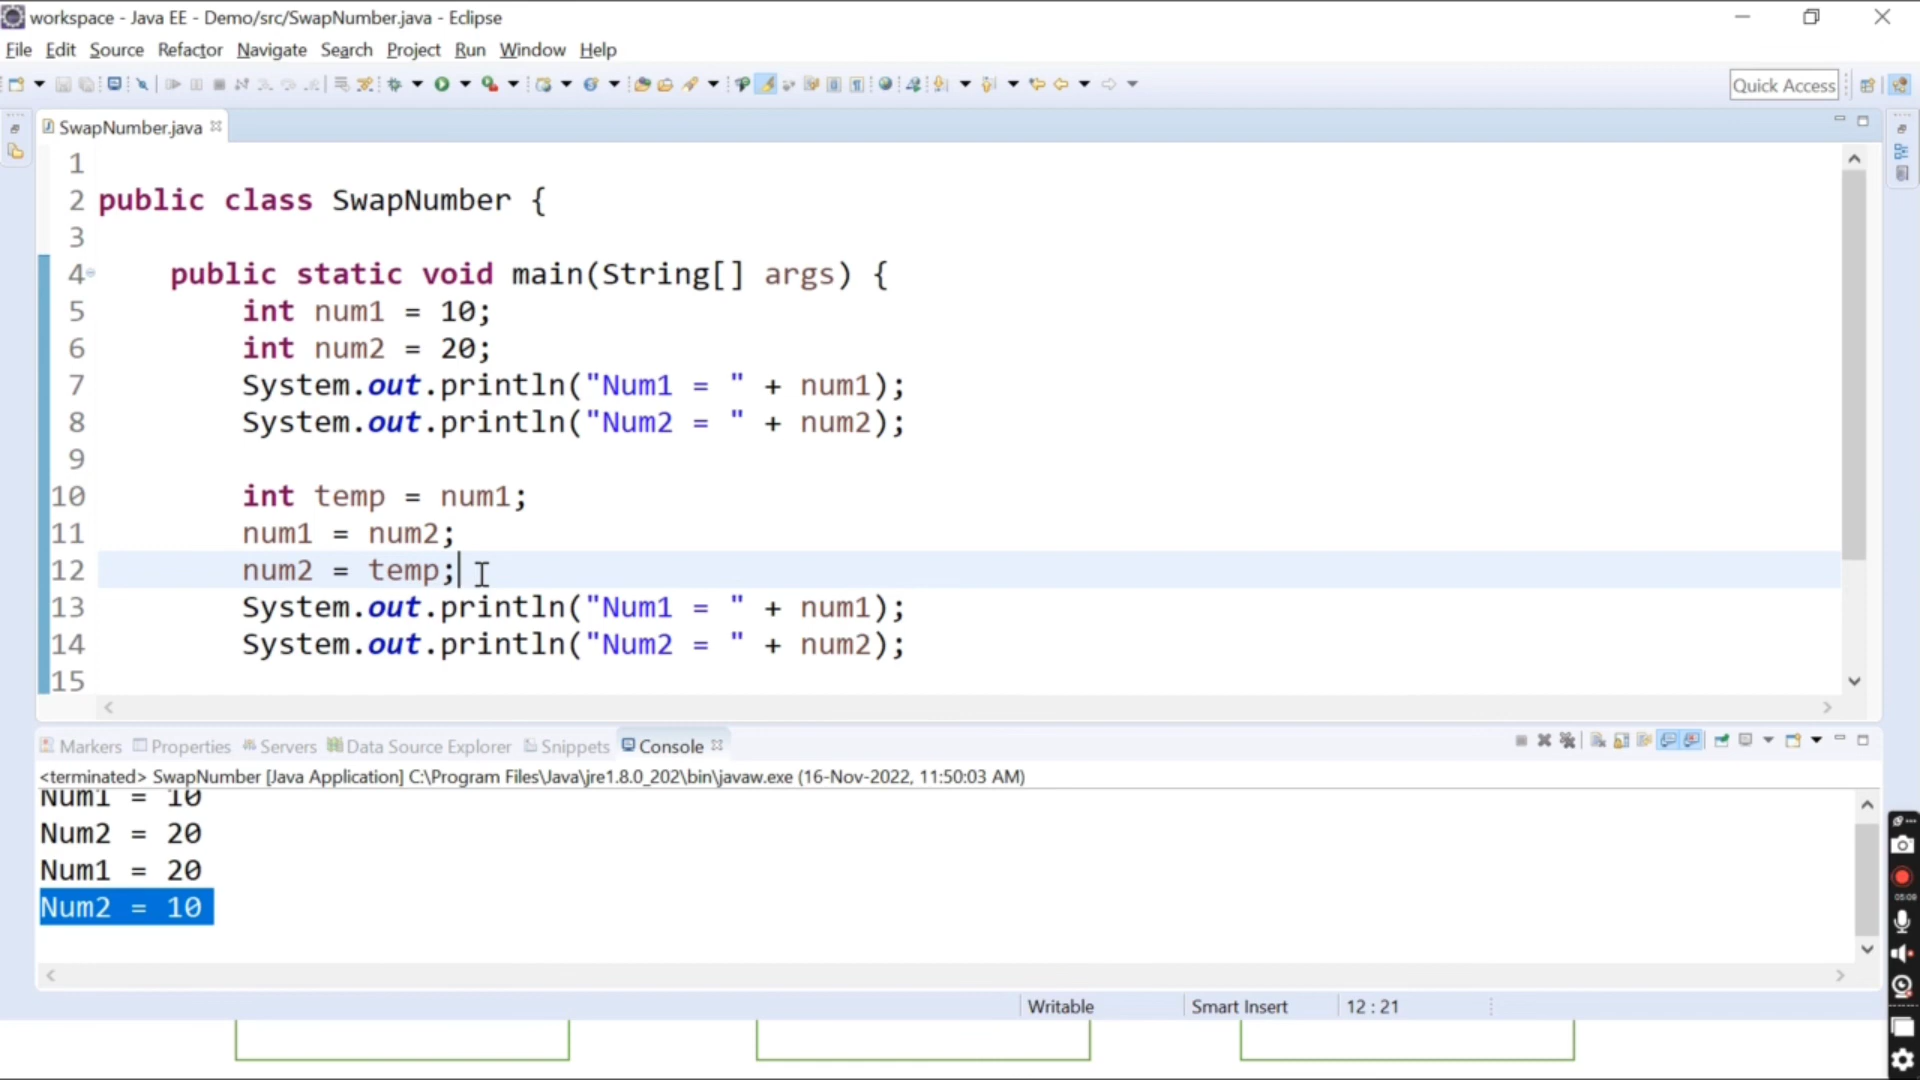 workspace - Java EE - Demo/src/SwapNumber.java - Eclipse
File Edit Source Refactor Navigate Search Project Run Window Help
Quick Access
SwapNumber.java
1
2 public class SwapNumber {
3
4 public static void main(String[] args) {
5 int num1 = 10;
6 int num2 = 20;
7 System.out.println("Num1 = " + num1);
8 System.out.println("Num2 = " + num2);
9
10 int temp = num1;
11 num1 = num2;
12 num2 = temp;
13 System.out.println("Num1 = " + num1);
14 System.out.println("Num2 = " + num2);
15
Markers Properties Servers Data Source Explorer Snippets Console
<terminated> SwapNumber [Java Application] C:\Program Files\Java\jre1.8.0_202\bin\javaw.exe (16-Nov-2022, 11:50:03 AM)
Num1 = 10
Num2 = 20
Num1 = 20
Num2 = 10
05:09
Writable Smart Insert 12 : 21